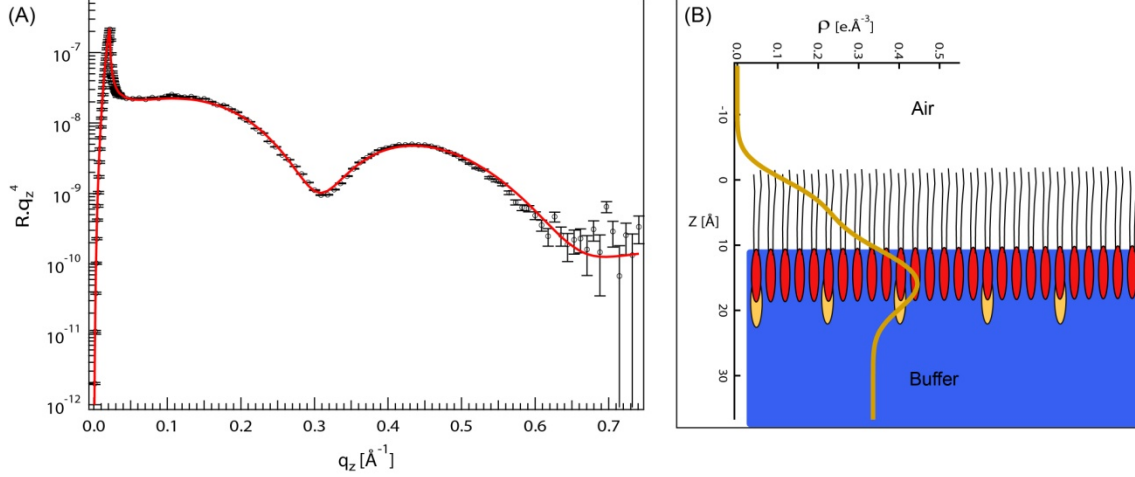 (A)
10⁻⁷
10⁻⁸
10⁻⁹
10⁻¹⁰
10⁻¹¹
10⁻¹²
R.q_z⁴
0.0 0.1 0.2 0.3 0.4 0.5 0.6 0.7
q_z [Å⁻¹]
(B)
ρ [e.Å⁻³]
0.0 0.1 0.2 0.3 0.4 0.5
-10
0
10
20
30
Z [Å]
Air
Buffer